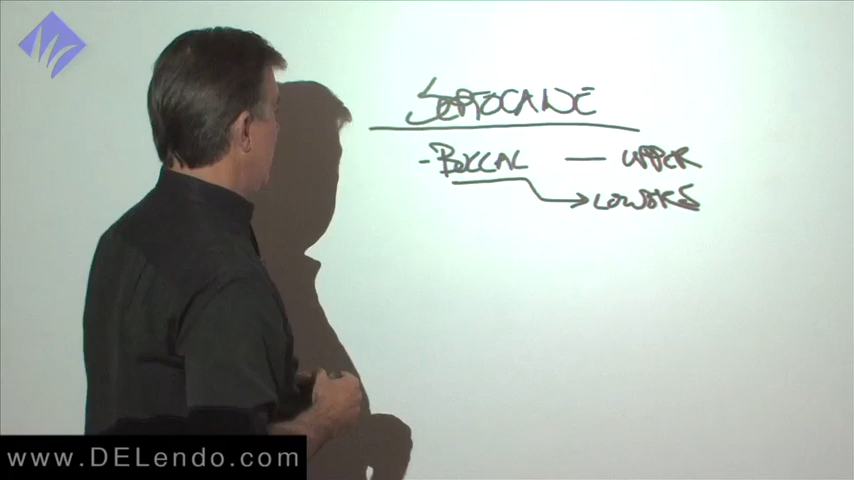 SEPTOCAINE
- BUCCAL — UPPER
→ LOWERS
www.DELendo.com